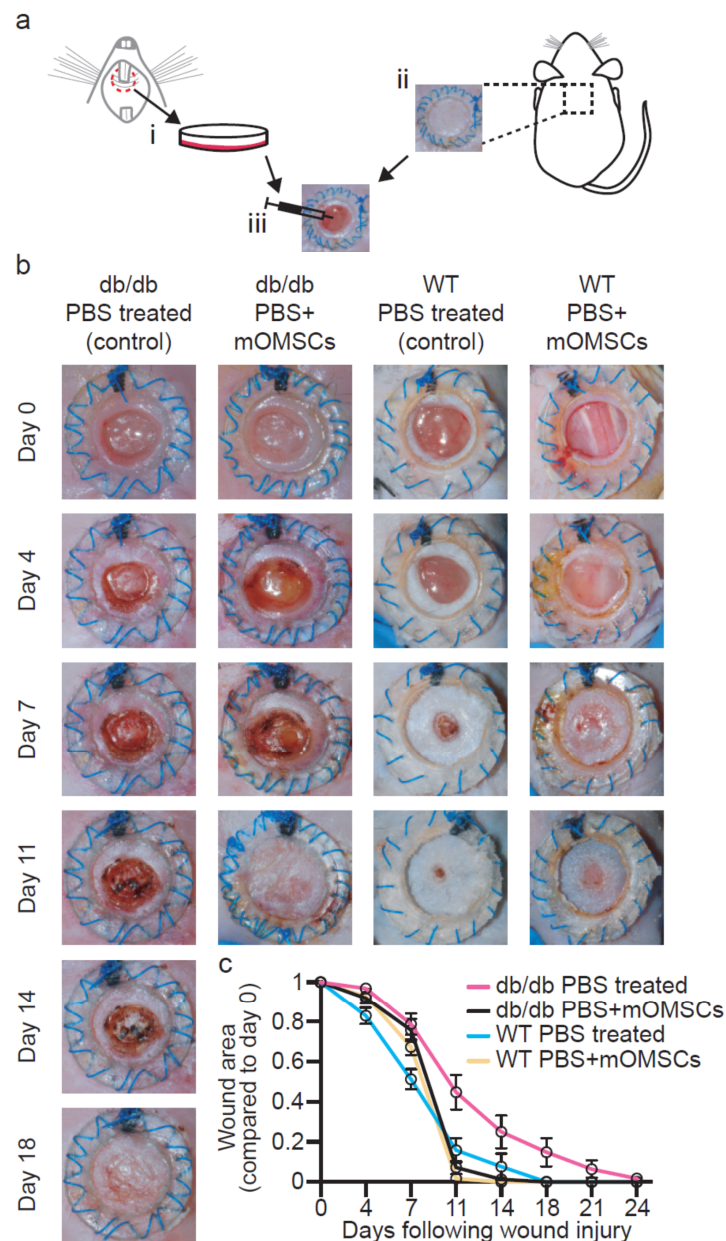 a
i
ii
iii
b
db/db
PBS treated
(control)
db/db
PBS+
mOMSCs
WT
PBS treated
(control)
WT
PBS+
mOMSCs
Day 0
Day 4
Day 7
Day 11
Day 14
Day 18
c
db/db PBS treated
db/db PBS+mOMSCs
WT PBS treated
WT PBS+mOMSCs
Wound area
(compared to day 0)
1
0.8
0.6
0.4
0.2
0
0 4 7 11 14 18 21 24
Days following wound injury